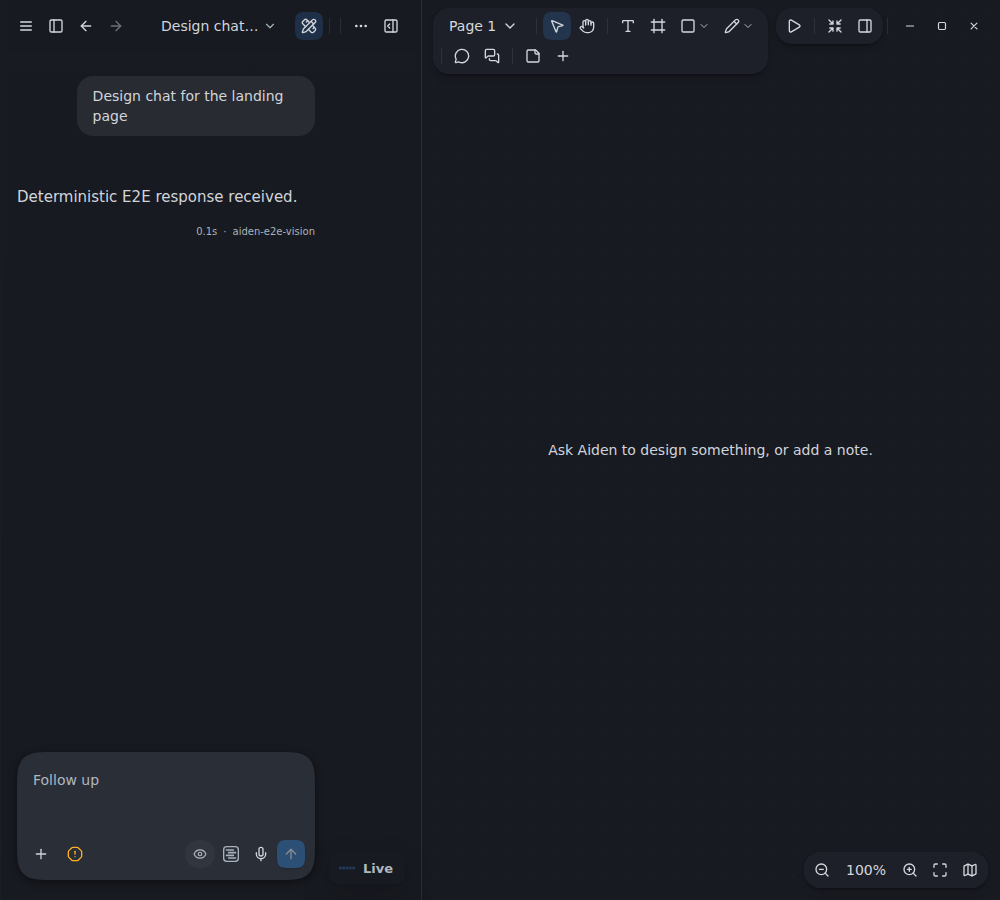 Design chat...
Page 1
Design chat for the landing
page
Deterministic E2E response received.
0.1s · aiden-e2e-vision
Ask Aiden to design something, or add a note.
Follow up
Live
100%